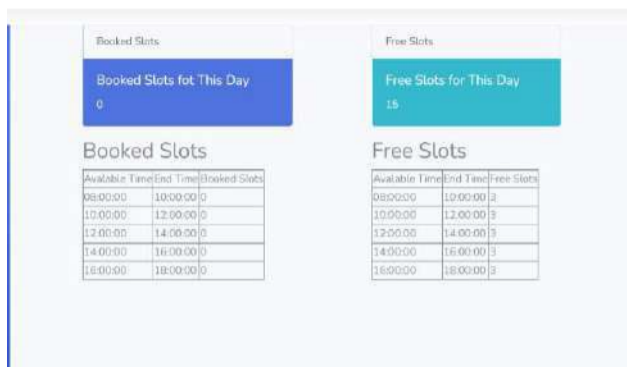 Booked Slots
Booked Slots fot This Day
0
Booked Slots
Avalable Time End Time Booked Slots
08:00:00 10:00:00 0
10:00:00 12:00:00 0
12:00:00 14:00:00 0
14:00:00 16:00:00 0
16:00:00 18:00:00 0
Free Slots
Free Slots for This Day
15
Free Slots
Avalable Time End Time Free Slots
08:00:00 10:00:00 3
10:00:00 12:00:00 3
12:00:00 14:00:00 3
14:00:00 16:00:00 3
16:00:00 18:00:00 3